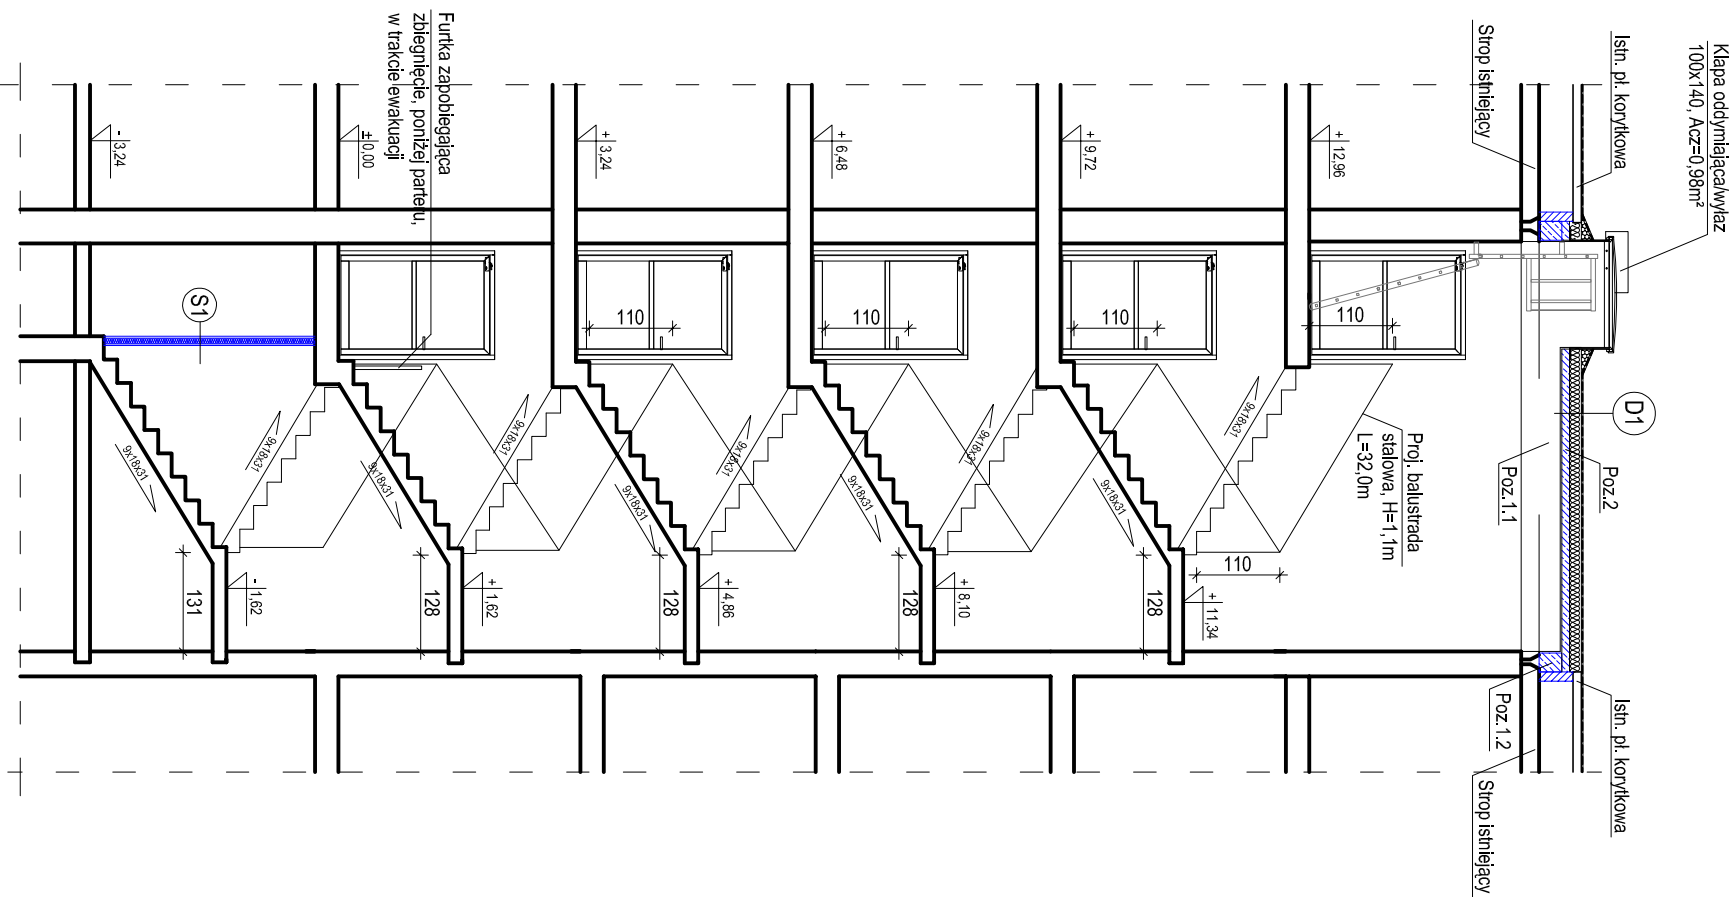 Klapa oddymiająca/wyłaz
100x140, Acz=0,98m²
Istn. pł. korytkowa
Strop istniejący
D1
Poz.2
Poz.1.1
Istn. pł. korytkowa
Poz.1.2
Strop istniejący
Proj. balustrada
stalowa, H=1,1m
L=32,0m
+
12,96
110
9x18x31
110
+
11,34
128
+
9,72
110
9x18x31
9x18x31
+
8,10
128
+
6,48
110
9x18x31
9x18x31
+
4,86
128
+
3,24
110
9x18x31
9x18x31
+
1,62
128
±0,00
Furtka zapobiegająca
zbiegnięcie, poniżej parteru,
w trakcie ewakuacji
9x18x31
9x18x31
-
1,62
131
S1
9x18x31
-
3,24